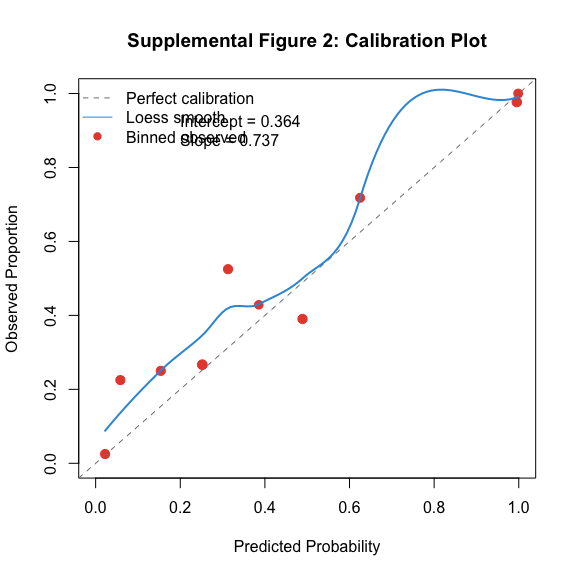 Supplemental Figure 2: Calibration Plot
Perfect calibration
Loess smooth
Intercept = 0.364
Binned observed
Slope = 0.737
Observed Proportion
1.0
0.8
0.6
0.4
0.2
0.0
0.0 0.2 0.4 0.6 0.8 1.0
Predicted Probability